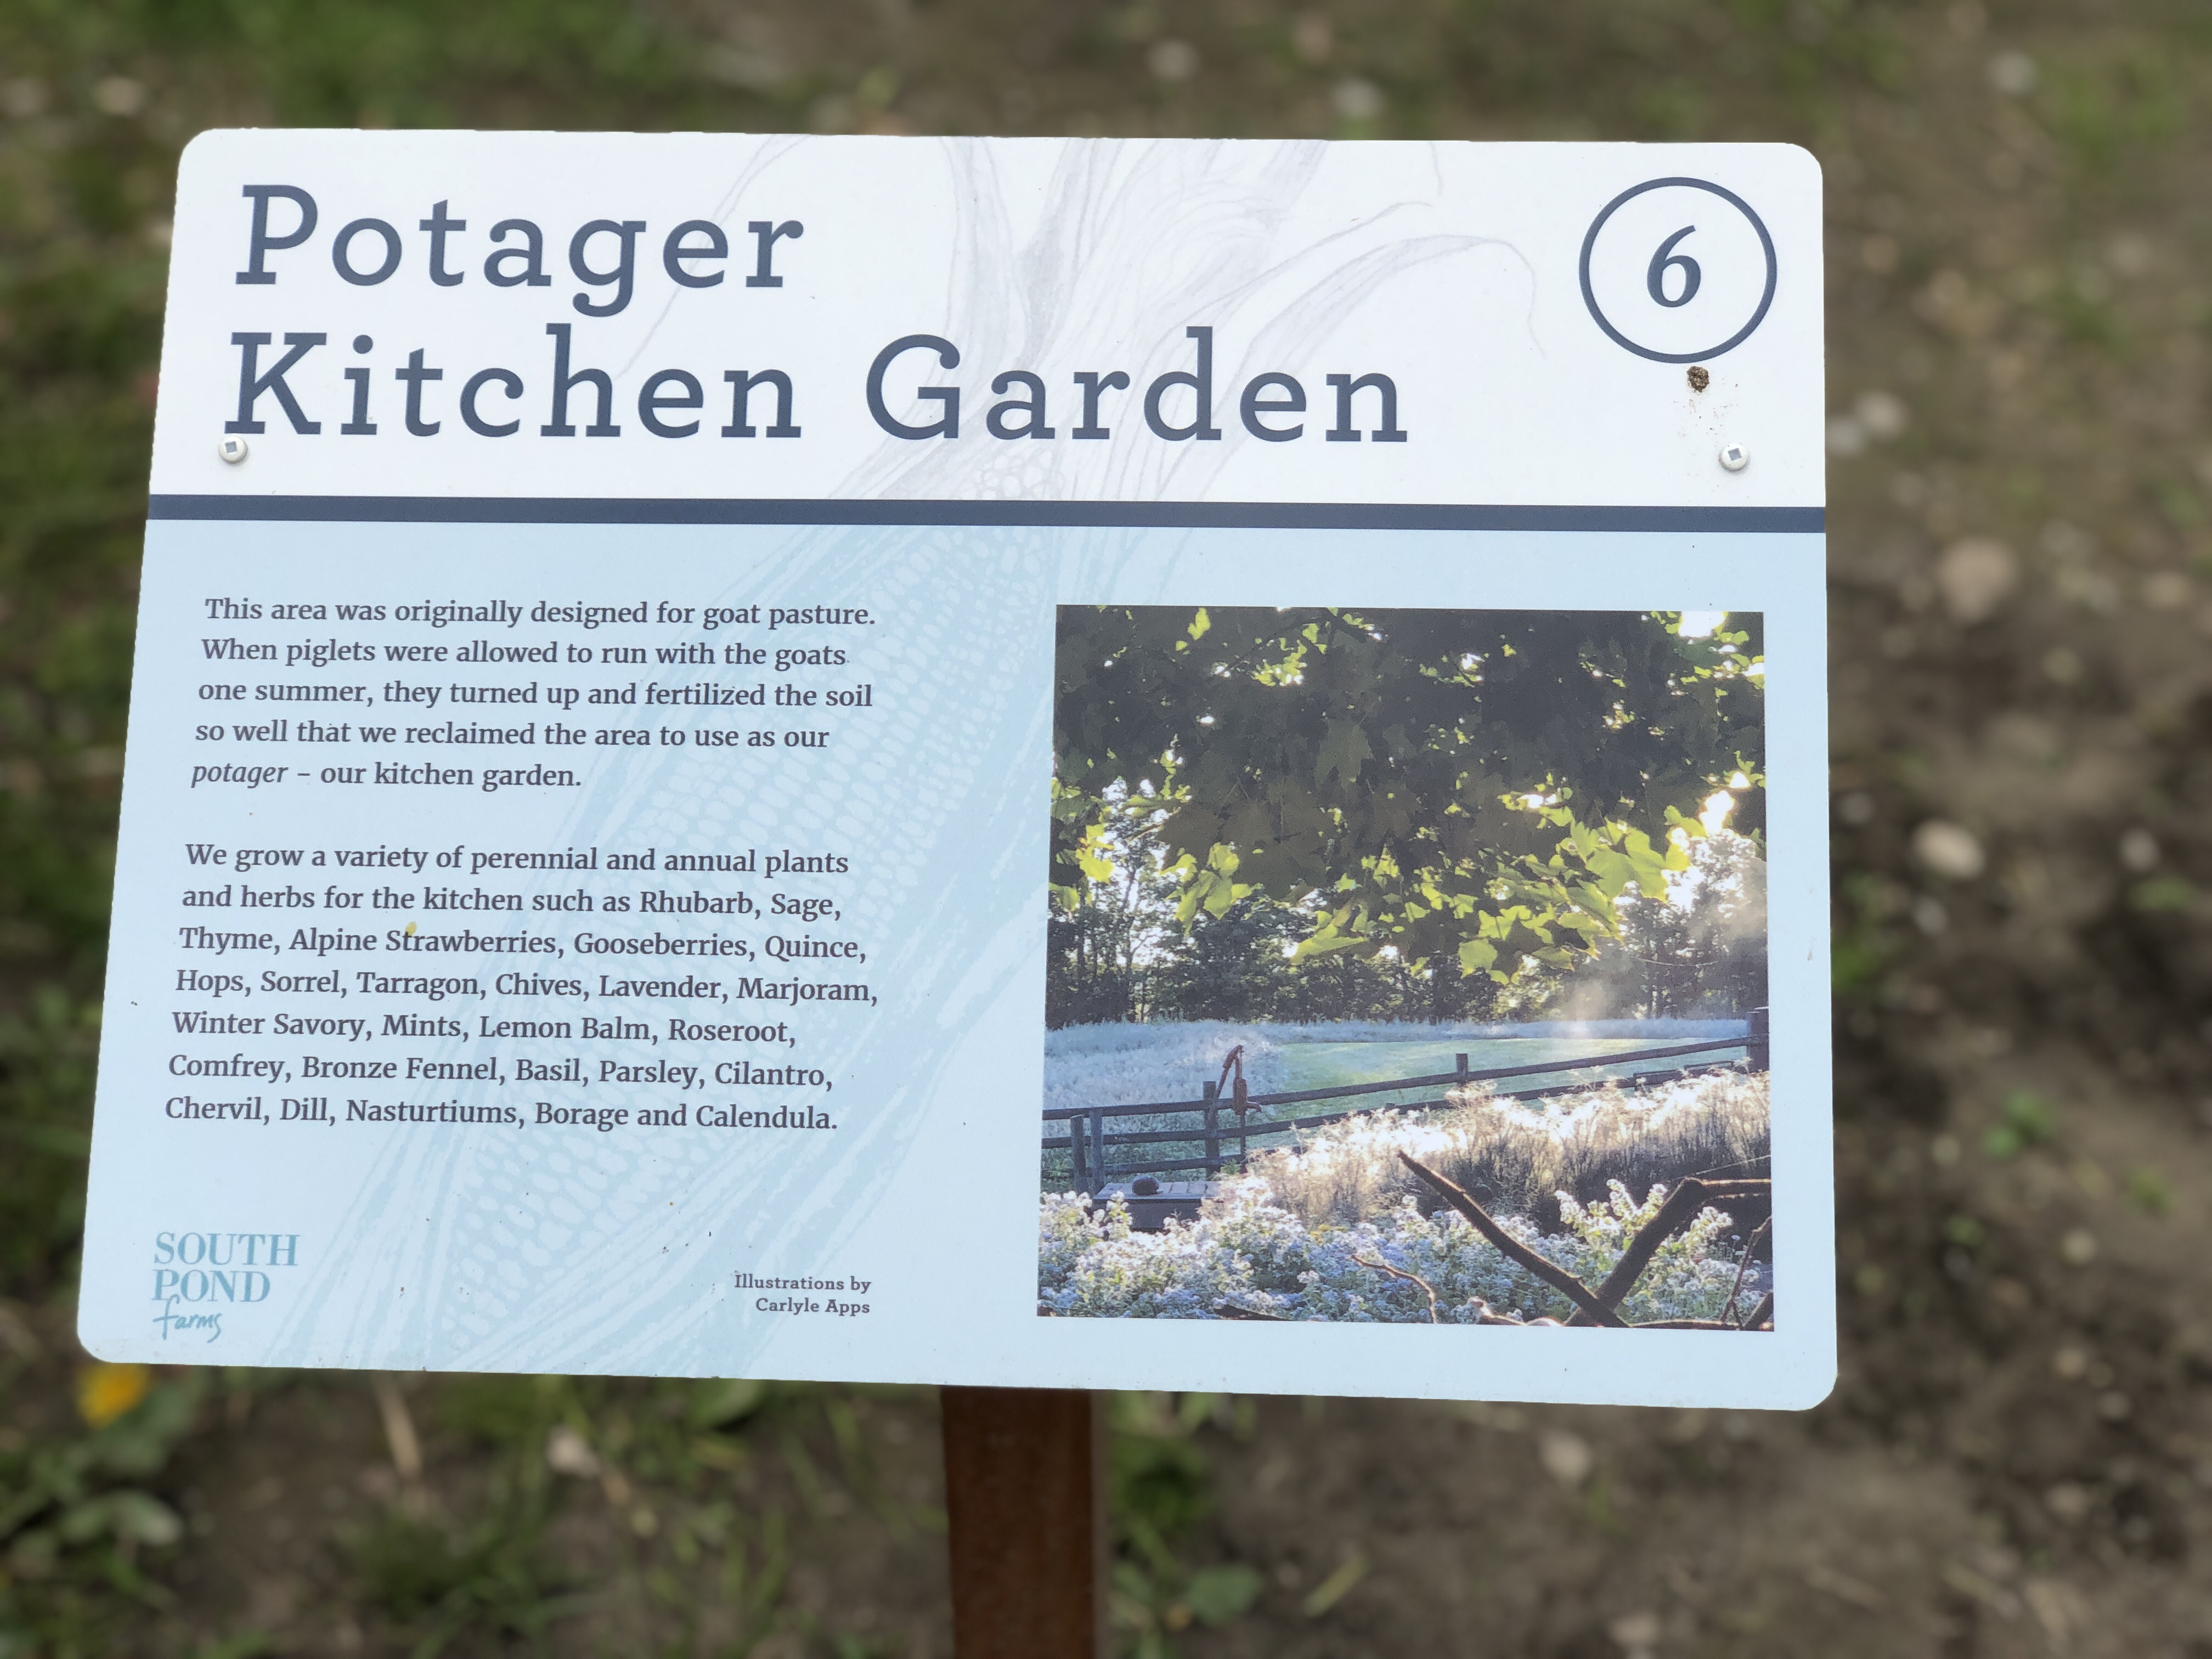 Potager
Kitchen Garden
6
This area was originally designed for goat pasture.
When piglets were allowed to run with the goats
one summer, they turned up and fertilized the soil
so well that we reclaimed the area to use as our
potager – our kitchen garden.
We grow a variety of perennial and annual plants
and herbs for the kitchen such as Rhubarb, Sage,
Thyme, Alpine Strawberries, Gooseberries, Quince,
Hops, Sorrel, Tarragon, Chives, Lavender, Marjoram,
Winter Savory, Mints, Lemon Balm, Roseroot,
Comfrey, Bronze Fennel, Basil, Parsley, Cilantro,
Chervil, Dill, Nasturtiums, Borage and Calendula.
SOUTH
POND
farms
Illustrations by
Carlyle Apps